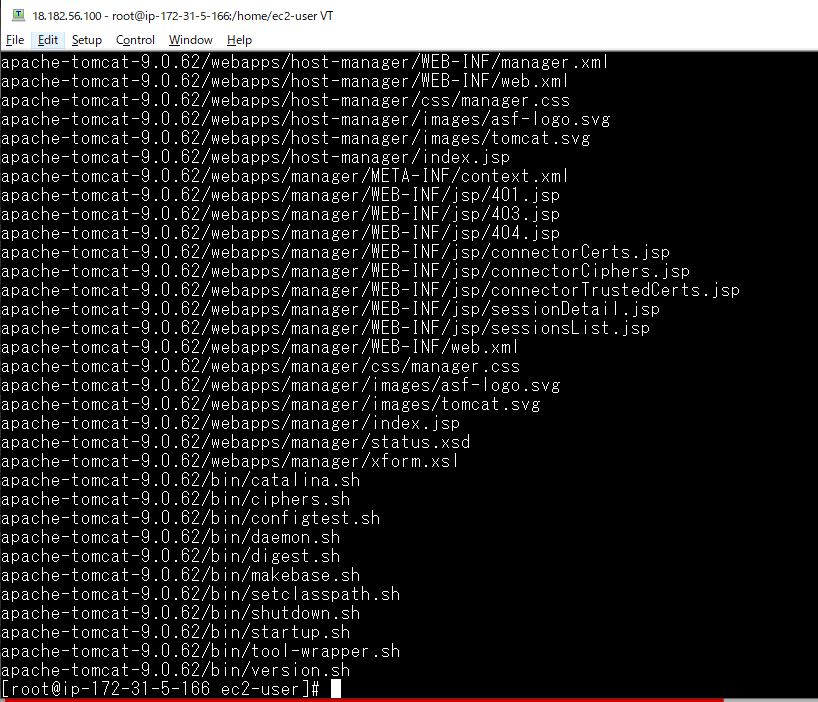 18.182.56.100 - root@ip-172-31-5-166:/home/ec2-user VT
File Edit Setup Control Window Help
apache-tomcat-9.0.62/webapps/host-manager/WEB-INF/manager.xml
apache-tomcat-9.0.62/webapps/host-manager/WEB-INF/web.xml
apache-tomcat-9.0.62/webapps/host-manager/css/manager.css
apache-tomcat-9.0.62/webapps/host-manager/images/asf-logo.svg
apache-tomcat-9.0.62/webapps/host-manager/images/tomcat.svg
apache-tomcat-9.0.62/webapps/host-manager/index.jsp
apache-tomcat-9.0.62/webapps/manager/META-INF/context.xml
apache-tomcat-9.0.62/webapps/manager/WEB-INF/jsp/401.jsp
apache-tomcat-9.0.62/webapps/manager/WEB-INF/jsp/403.jsp
apache-tomcat-9.0.62/webapps/manager/WEB-INF/jsp/404.jsp
apache-tomcat-9.0.62/webapps/manager/WEB-INF/jsp/connectorCerts.jsp
apache-tomcat-9.0.62/webapps/manager/WEB-INF/jsp/connectorCiphers.jsp
apache-tomcat-9.0.62/webapps/manager/WEB-INF/jsp/connectorTrustedCerts.jsp
apache-tomcat-9.0.62/webapps/manager/WEB-INF/jsp/sessionDetail.jsp
apache-tomcat-9.0.62/webapps/manager/WEB-INF/jsp/sessionsList.jsp
apache-tomcat-9.0.62/webapps/manager/WEB-INF/web.xml
apache-tomcat-9.0.62/webapps/manager/css/manager.css
apache-tomcat-9.0.62/webapps/manager/images/asf-logo.svg
apache-tomcat-9.0.62/webapps/manager/images/tomcat.svg
apache-tomcat-9.0.62/webapps/manager/index.jsp
apache-tomcat-9.0.62/webapps/manager/status.xsd
apache-tomcat-9.0.62/webapps/manager/xform.xsl
apache-tomcat-9.0.62/bin/catalina.sh
apache-tomcat-9.0.62/bin/ciphers.sh
apache-tomcat-9.0.62/bin/configtest.sh
apache-tomcat-9.0.62/bin/daemon.sh
apache-tomcat-9.0.62/bin/digest.sh
apache-tomcat-9.0.62/bin/makebase.sh
apache-tomcat-9.0.62/bin/setclasspath.sh
apache-tomcat-9.0.62/bin/shutdown.sh
apache-tomcat-9.0.62/bin/startup.sh
apache-tomcat-9.0.62/bin/tool-wrapper.sh
apache-tomcat-9.0.62/bin/version.sh
[root@ip-172-31-5-166 ec2-user]#